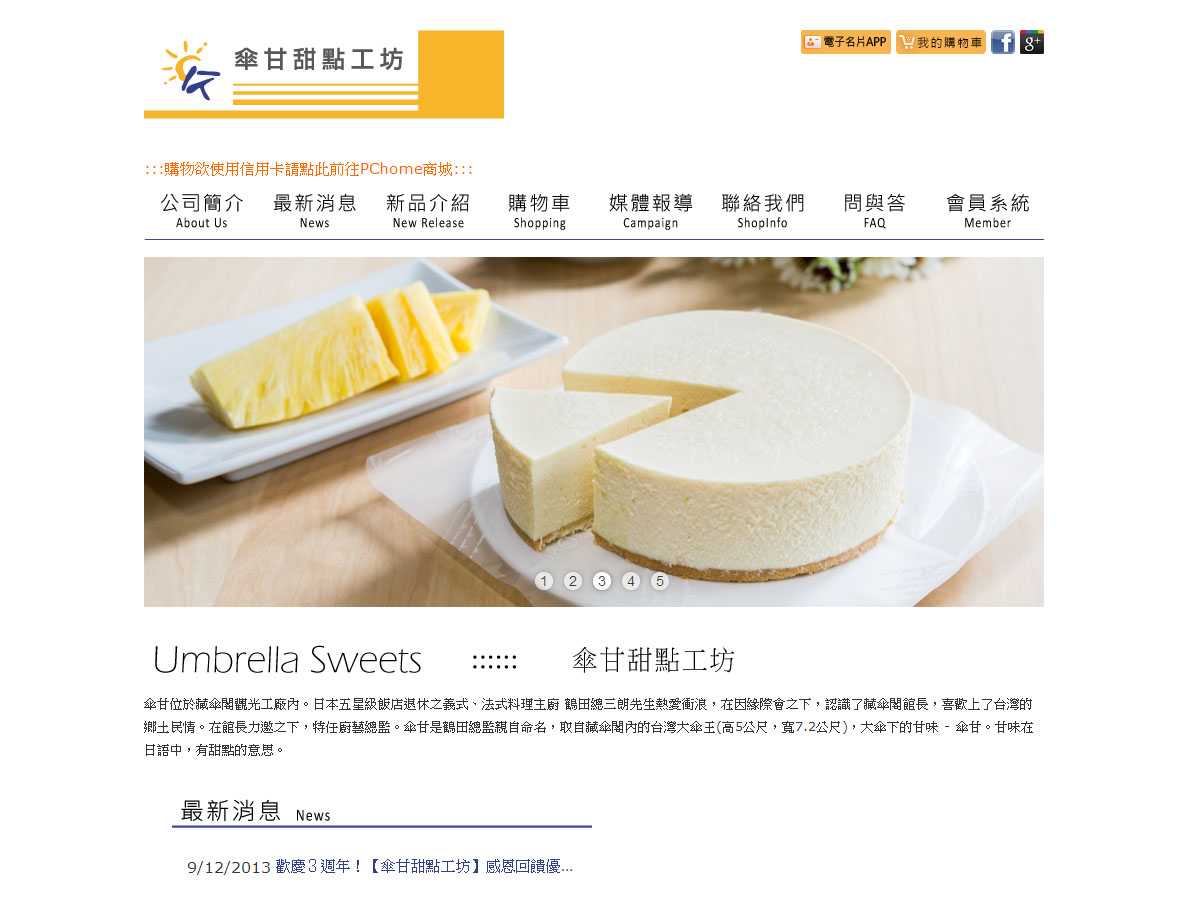 傘甘甜點工坊
電子名片APP
我的購物車
:::購物欲使用信用卡請點此前往PChome商城:::
公司簡介 最新消息 新品介紹 購物車 媒體報導 聯絡我們 問與答 會員系統
About Us News New Release Shopping Campaign ShopInfo FAQ Member
1 2 3 4 5
Umbrella Sweets :::::: 傘甘甜點工坊
傘甘位於藏傘閣觀光工廠內。日本五星級飯店退休之義式、法式料理主廚 鶴田總三朗先生熱愛衝浪，在因緣際會之下，認識了藏傘閣館長，喜歡上了台灣的
鄉土民情。在館長力邀之下，特任廚藝總監。傘甘是鶴田總監親自命名，取自藏傘閣內的台灣大傘王(高5公尺，寬7.2公尺)，大傘下的甘味 - 傘甘。甘味在
日語中，有甜點的意思。
最新消息 News
9/12/2013 歡慶３週年！【傘甘甜點工坊】感恩回饋優...